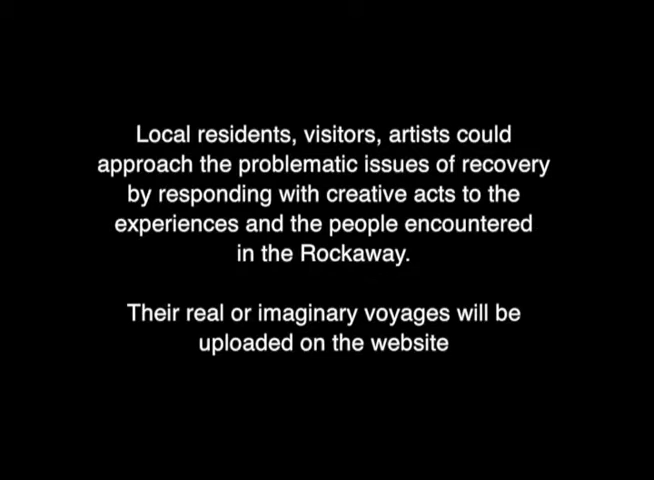 Local residents, visitors, artists could
approach the problematic issues of recovery
by responding with creative acts to the
experiences and the people encountered
in the Rockaway.
Their real or imaginary voyages will be
uploaded on the website